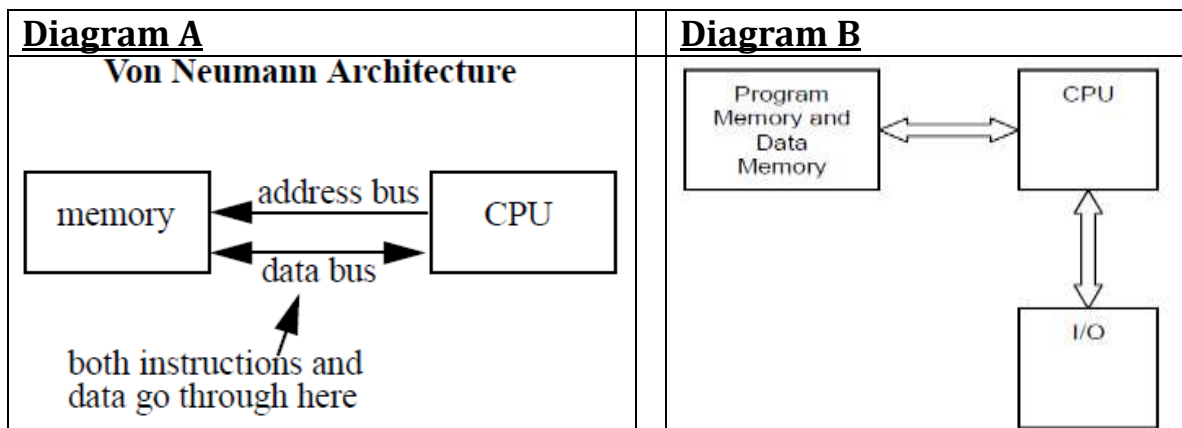 Diagram A
Von Neumann Architecture
memory
address bus
CPU
data bus
both instructions and
data go through here
Diagram B
Program
Memory and
Data
Memory
CPU
I/O